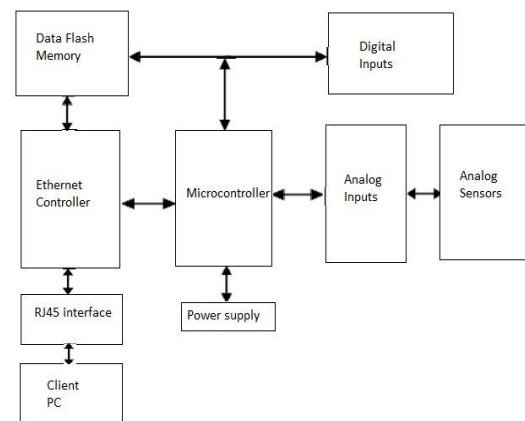 Data Flash
Memory
Digital
Inputs
Ethernet
Controller
Microcontroller
Analog
Inputs
Analog
Sensors
RJ45 interface
Power supply
Client
PC